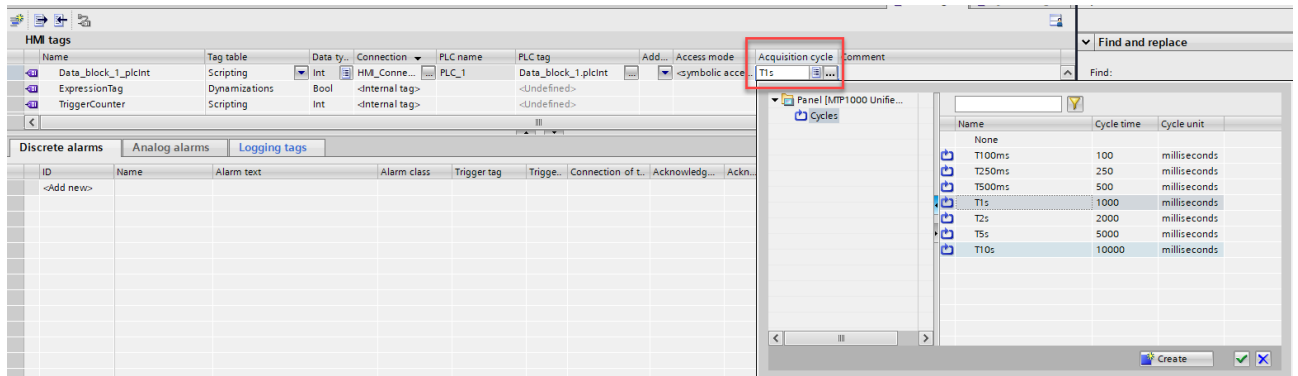 HMI tags
Find and replace
Name Tag table Data ty.. Connection PLC name PLC tag Add... Access mode Acquisition cycle Comment
Data_block_1_plcInt Scripting Int HMI_Conne... ... PLC_1 Data_block_1.plcInt ... <symbolic acce... T1s ...
Find:
ExpressionTag Dynamizations Bool <Internal tag> <Undefined>
TriggerCounter Scripting Int <Internal tag> <Undefined>
Panel [MTP1000 Unifie...
Cycles
Name Cycle time Cycle unit
None
T100ms 100 milliseconds
T250ms 250 milliseconds
T500ms 500 milliseconds
T1s 1000 milliseconds
T2s 2000 milliseconds
T5s 5000 milliseconds
T10s 10000 milliseconds
Create
Discrete alarms Analog alarms Logging tags
ID Name Alarm text Alarm class Trigger tag Trigge.. Connection of t.. Acknowledg... Ackn...
<Add new>